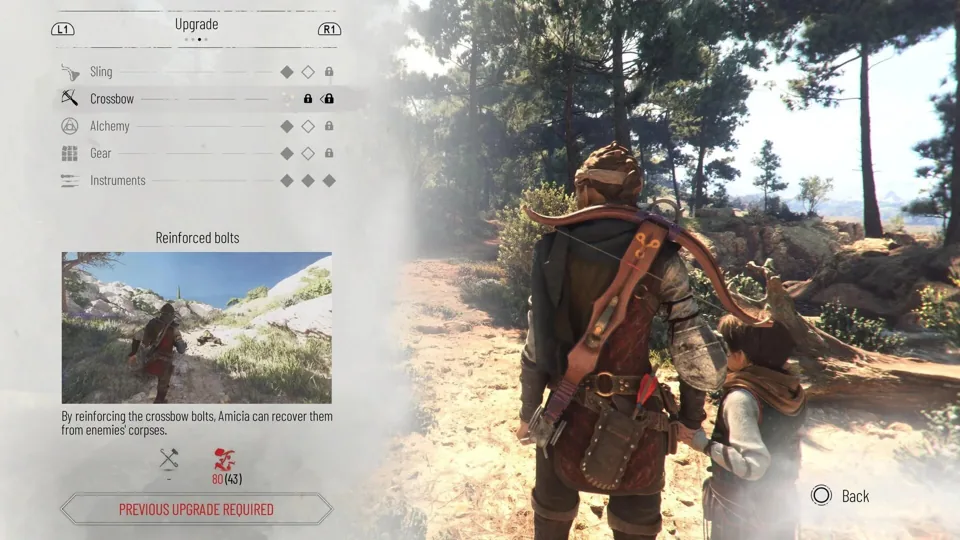 L1
Upgrade
R1
Sling
Crossbow
Alchemy
Gear
Instruments
Reinforced bolts
By reinforcing the crossbow bolts, Amicia can recover them
from enemies' corpses.
-
80(43)
PREVIOUS UPGRADE REQUIRED
Back